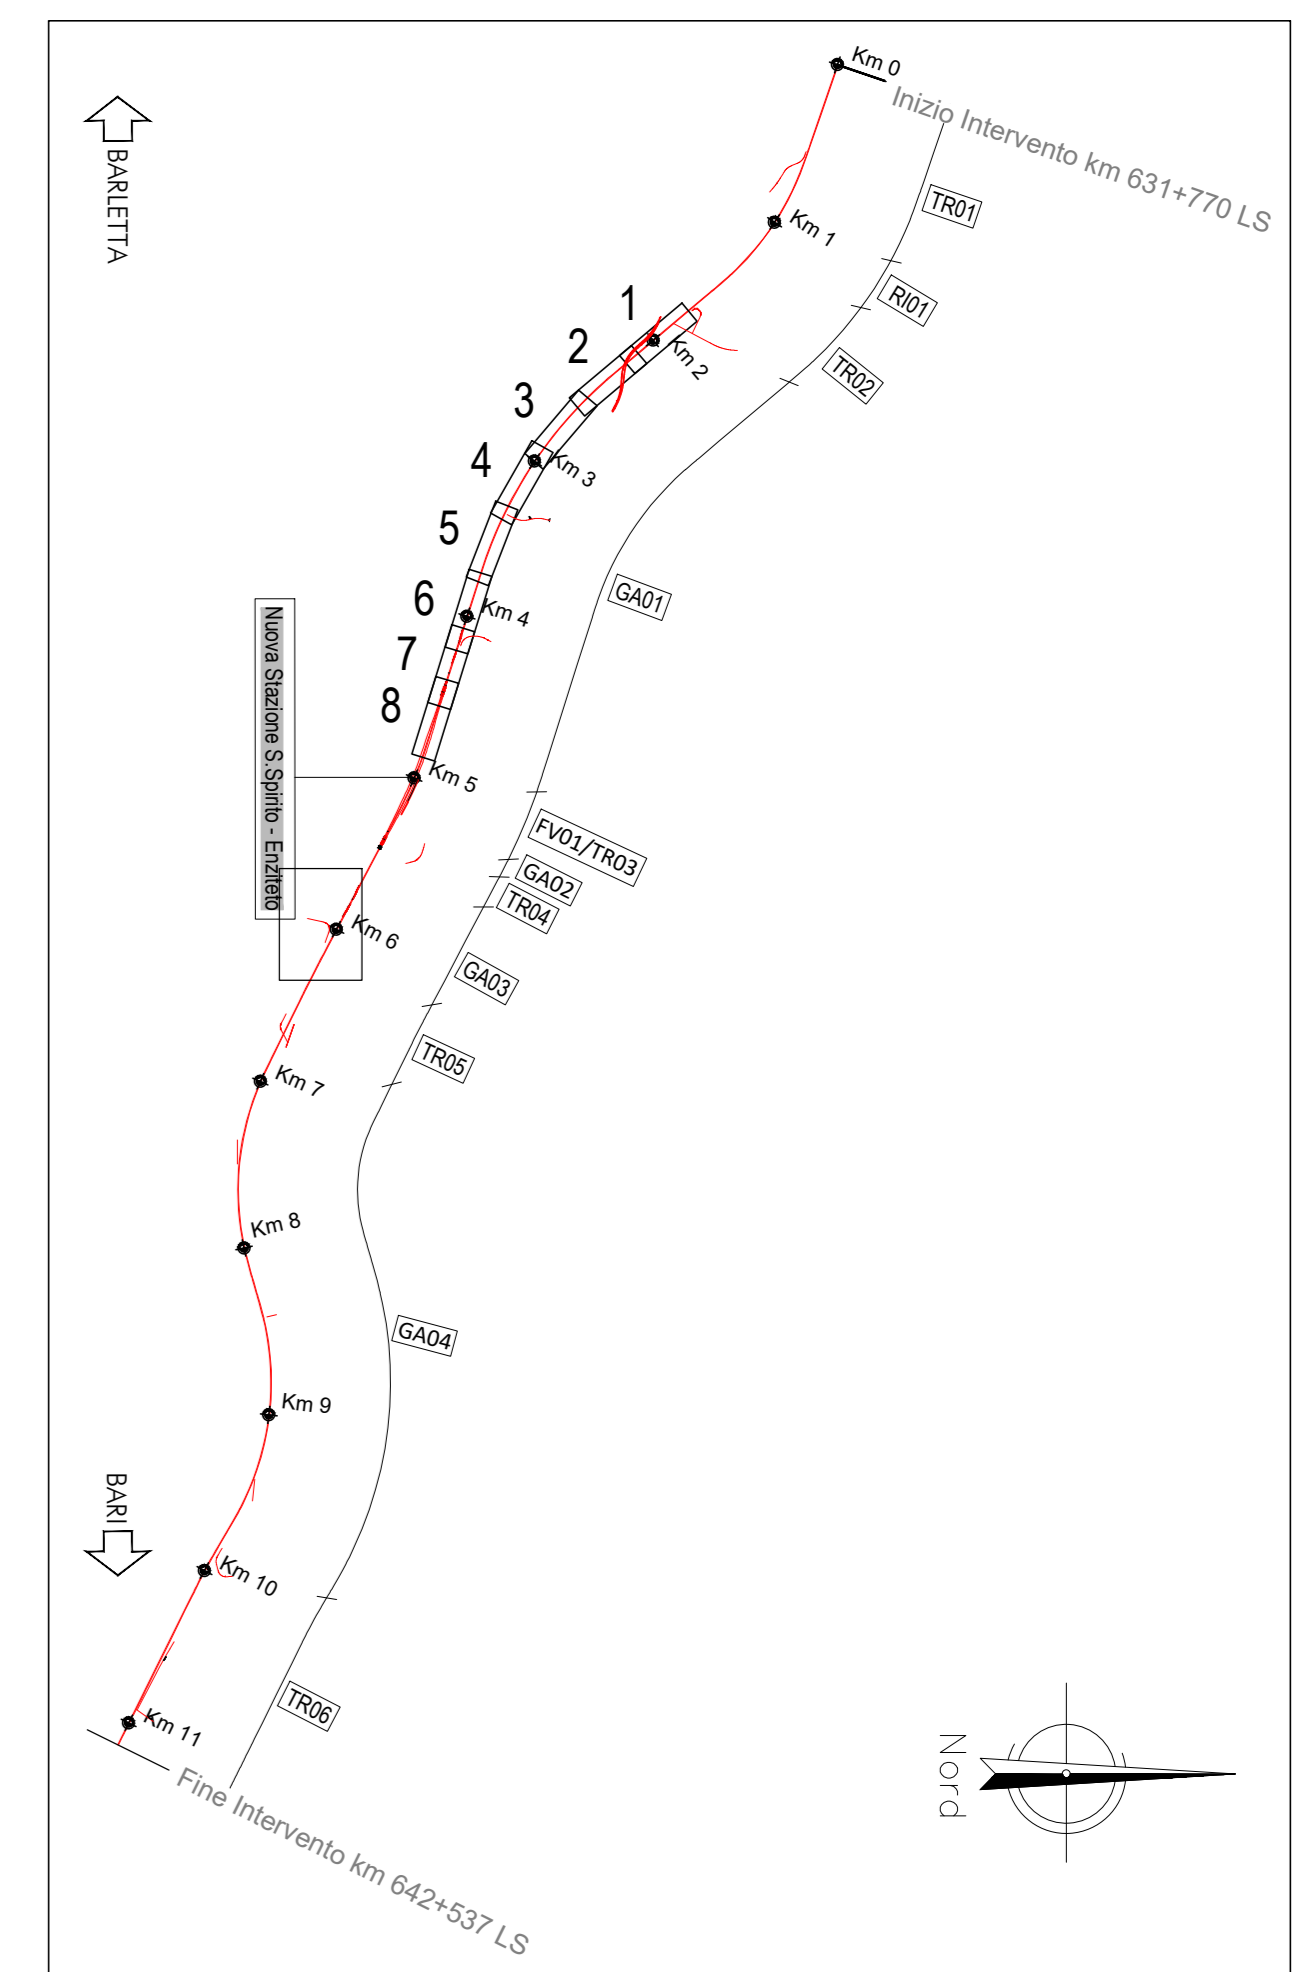 Km 0
Inizio Intervento km 631+770 LS
BARLETTA
TR01
Km 1
RI01
1
Km 2
2
TR02
3
Km 3
4
5
GA01
6
Km 4
7
8
Nuova Stazione S.Spirito - Enziteto
Km 5
FV01/TR03
GA02
TR04
Km 6
GA03
TR05
Km 7
Km 8
GA04
Km 9
BARI
Km 10
TR06
Km 11
Nord
Fine Intervento km 642+537 LS